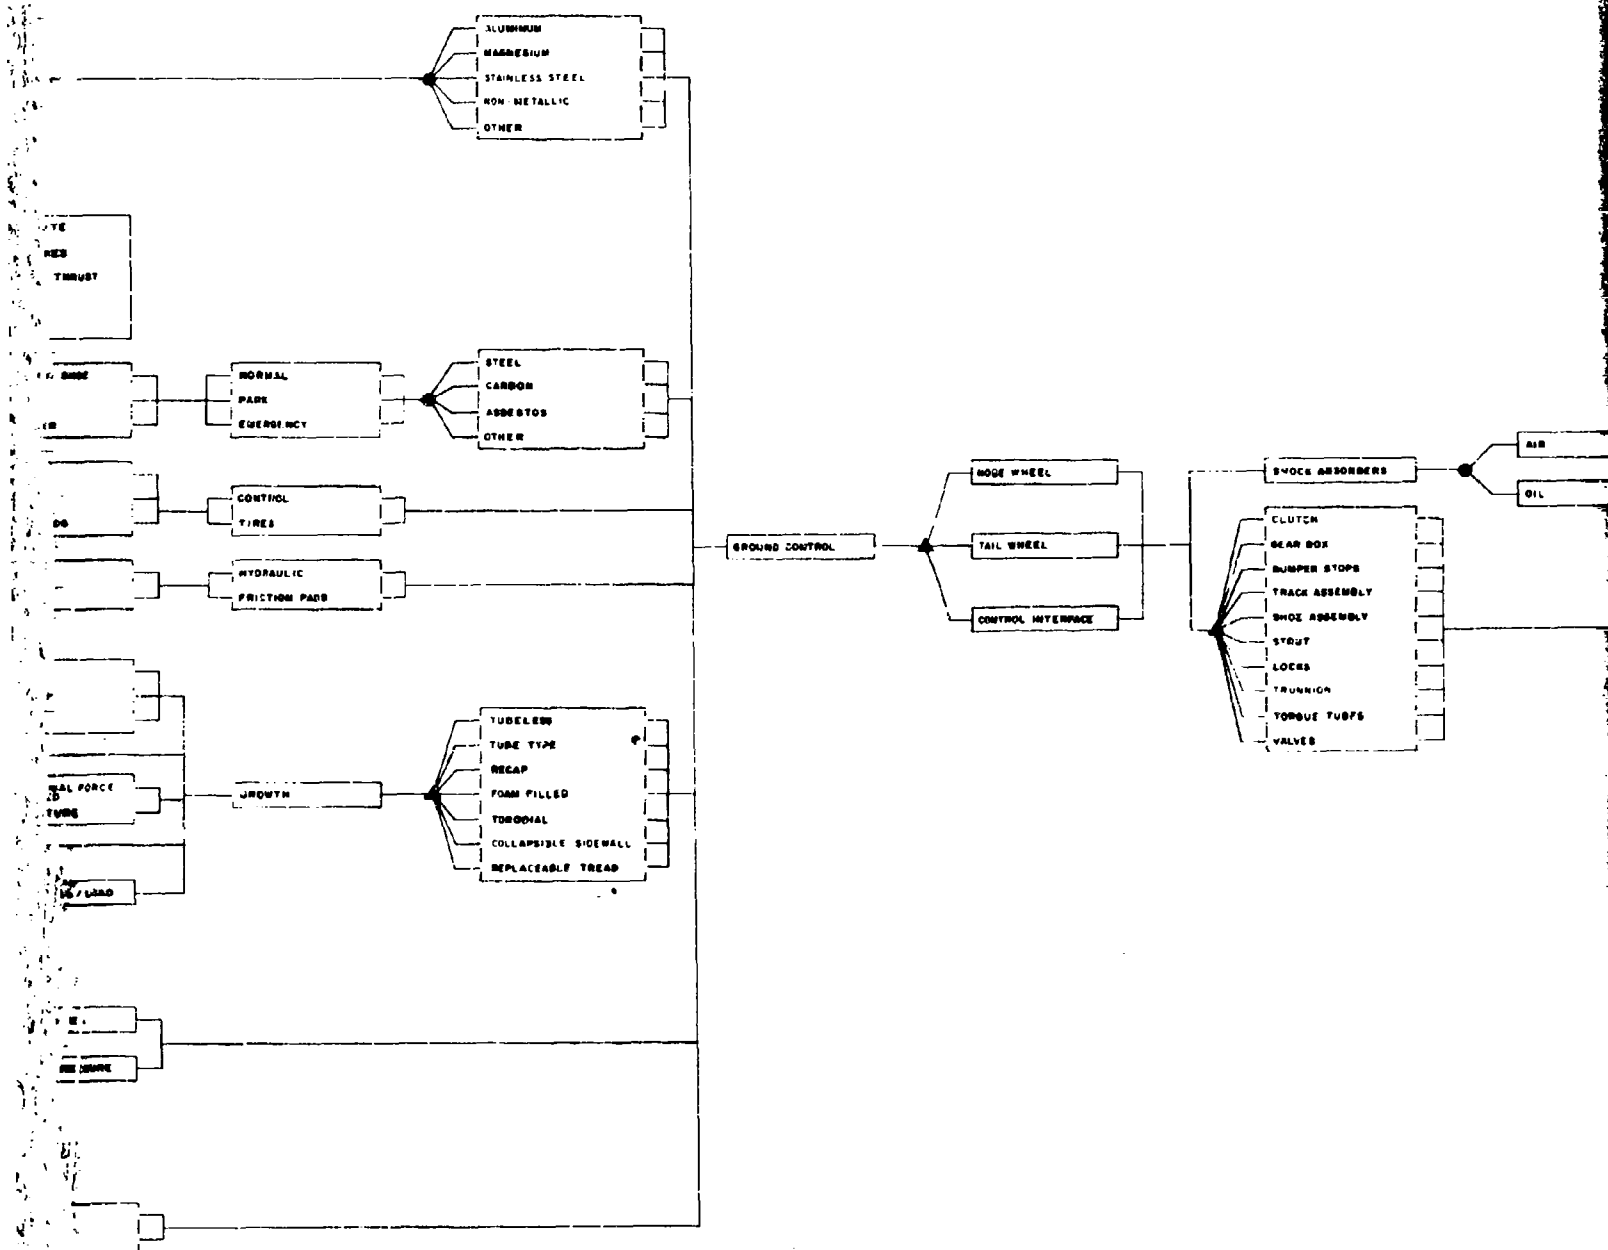 ALUMINUM
MAGNESIUM
STAINLESS STEEL
NON-METALLIC
OTHER
THRUST
NORMAL
PARK
EMERGENCY
STEEL
CARBON
ASBESTOS
OTHER
CONTROL
TIRES
HYDRAULIC
FRICTION PADS
GROWTH
TUBELESS
TUBE TYPE
RECAP
FOAM FILLED
TORODIAL
COLLAPSIBLE SIDEWALL
REPLACEABLE TREAD
FORCE
/ LOAD
GROUND CONTROL
NOSE WHEEL
TAIL WHEEL
CONTROL INTERFACE
SHOCK ABSORBERS
AIR
OIL
CLUTCH
GEAR BOX
BUMPER STOPS
TRACK ASSEMBLY
SHOE ASSEMBLY
STRUT
LOCKS
TRUNNION
TORQUE TUBES
VALVES